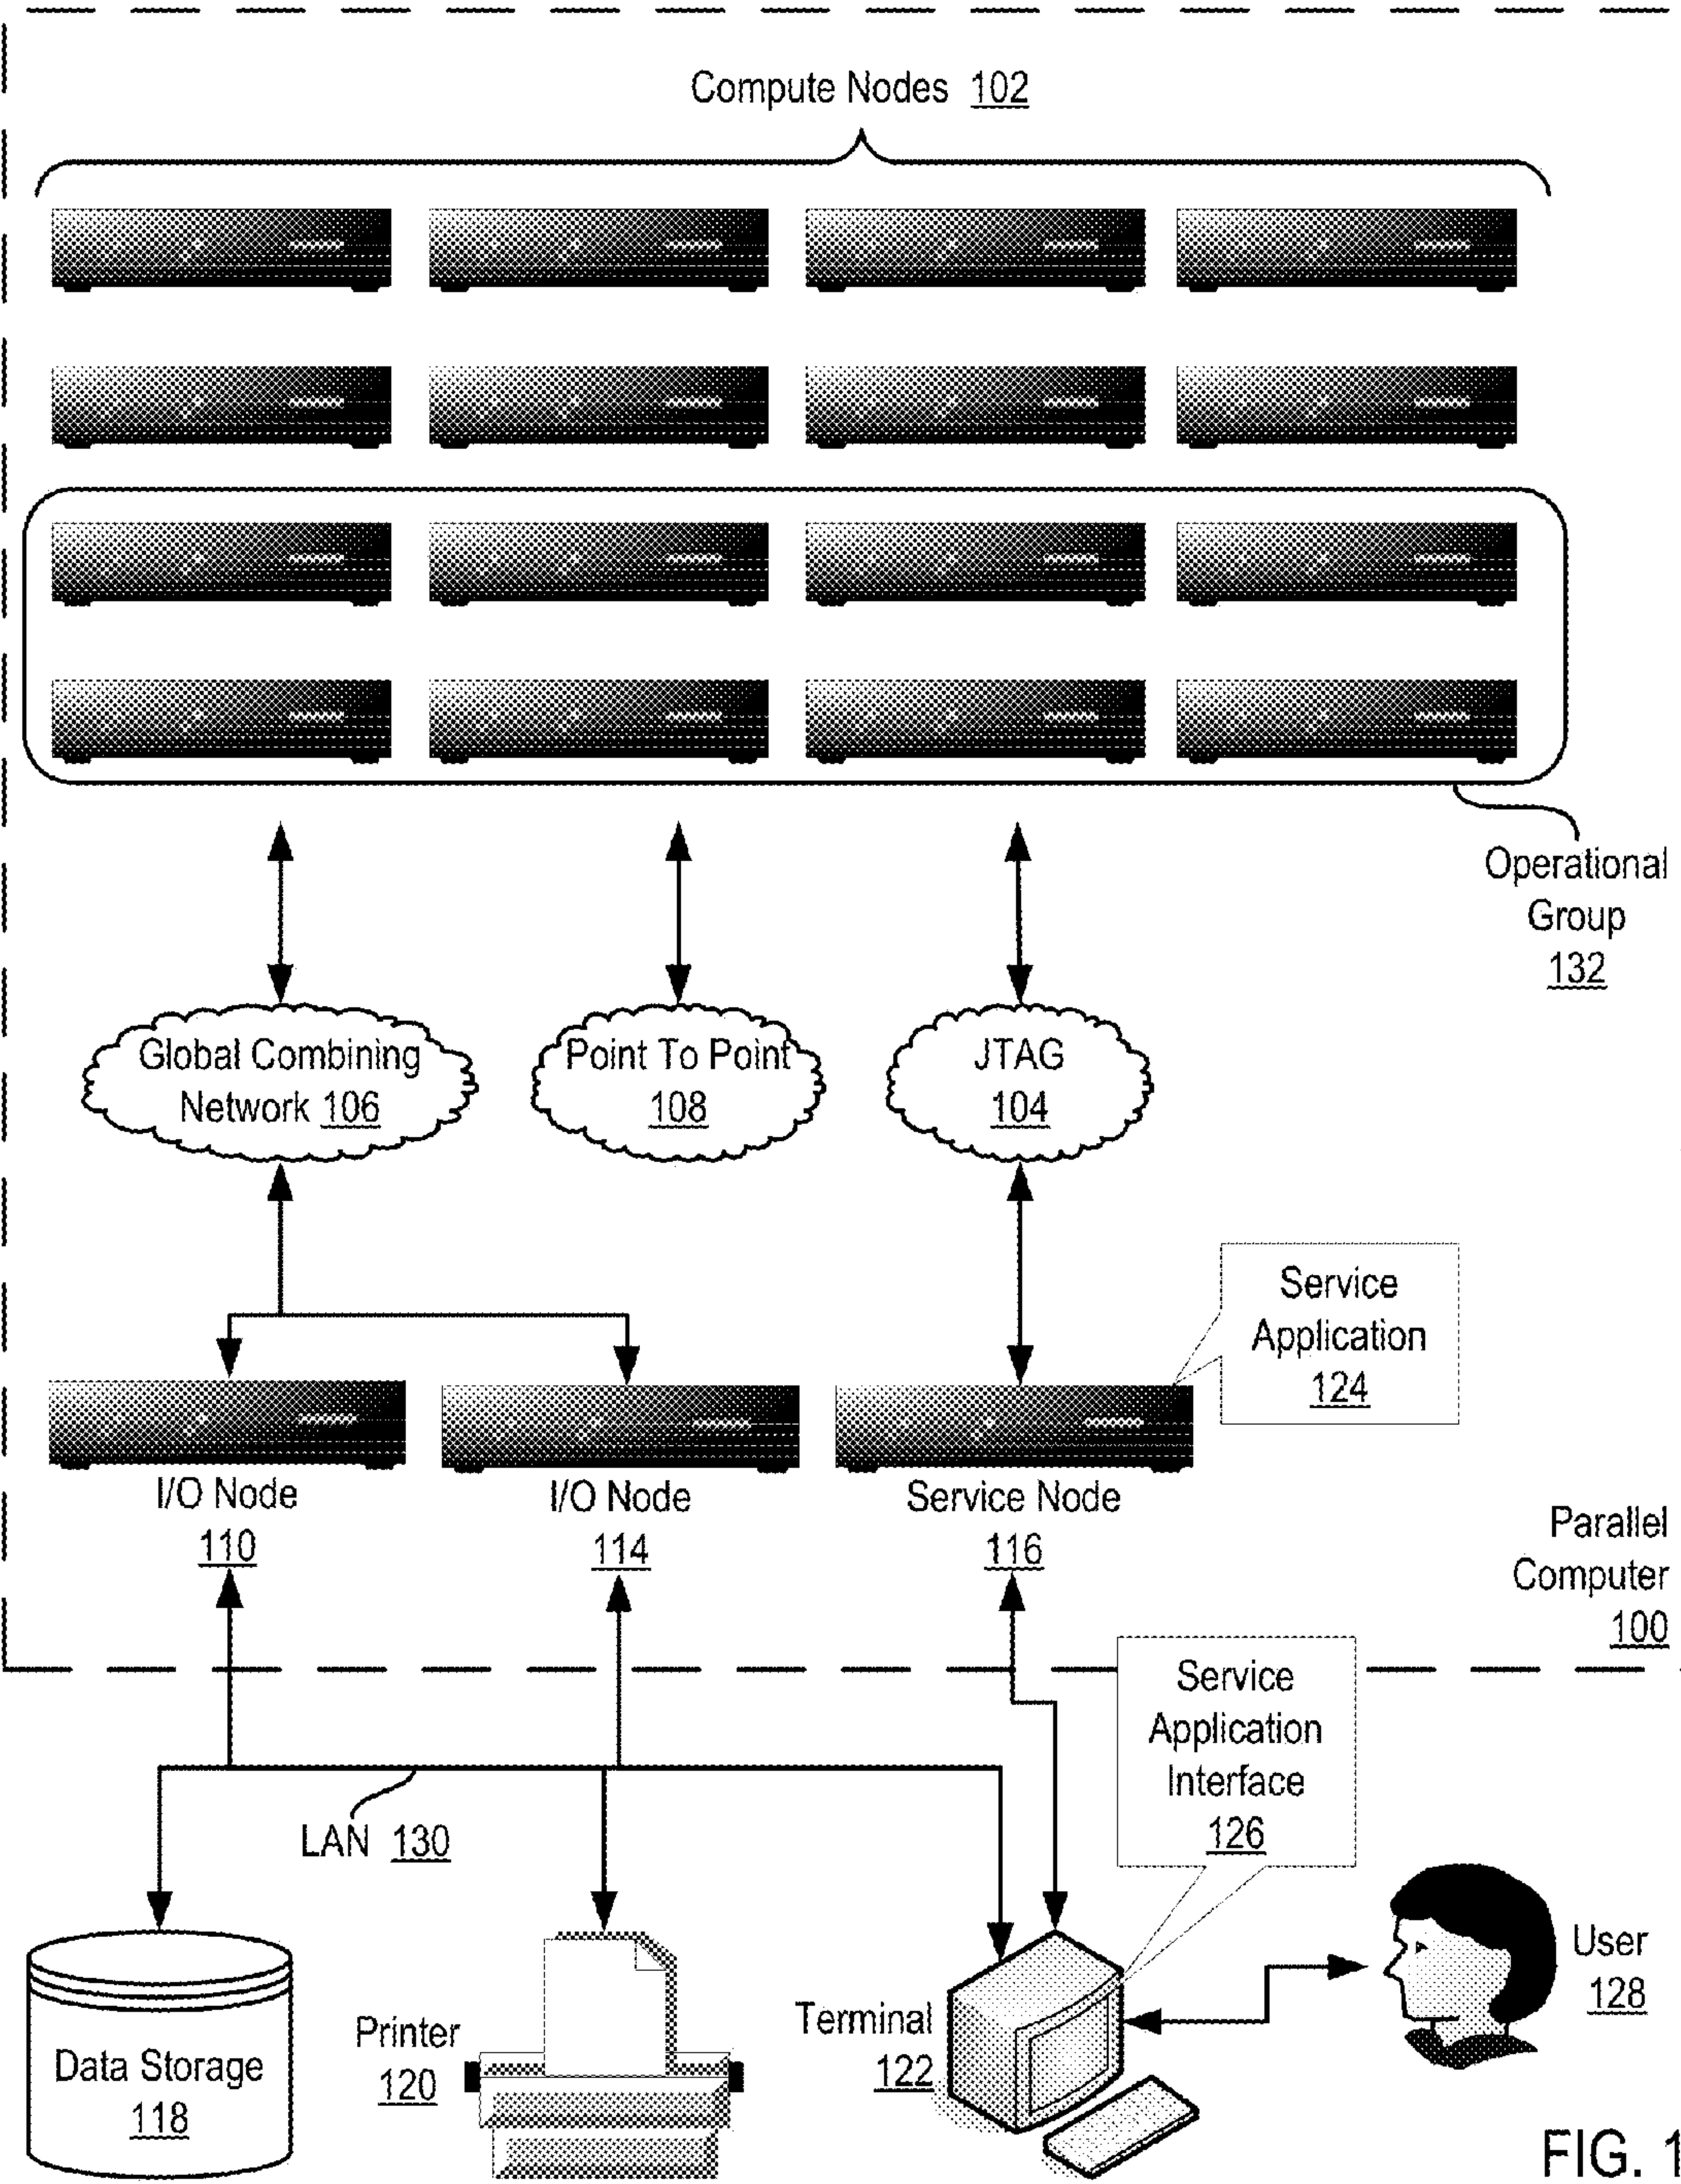 Compute Nodes 102
Operational
Group
132
Global Combining
Network 106
Point To Point
108
JTAG
104
Service
Application
124
I/O Node
110
I/O Node
114
Service Node
116
Parallel
Computer
100
Service
Application
Interface
126
LAN 130
Data Storage
118
Printer
120
Terminal
122
User
128
FIG. 1